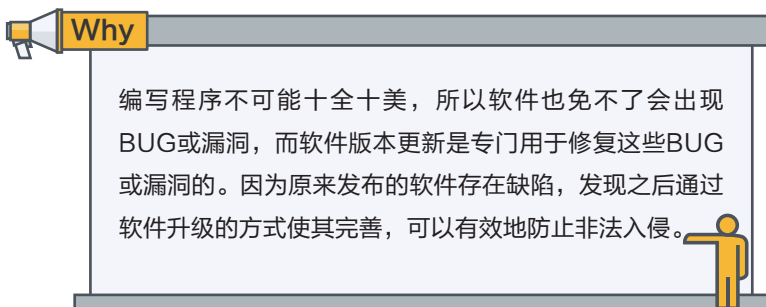 Why
编写程序不可能十全十美，所以软件也免不了会出现
BUG或漏洞，而软件版本更新是专门用于修复这些BUG
或漏洞的。因为原来发布的软件存在缺陷，发现之后通过
软件升级的方式使其完善，可以有效地防止非法入侵。